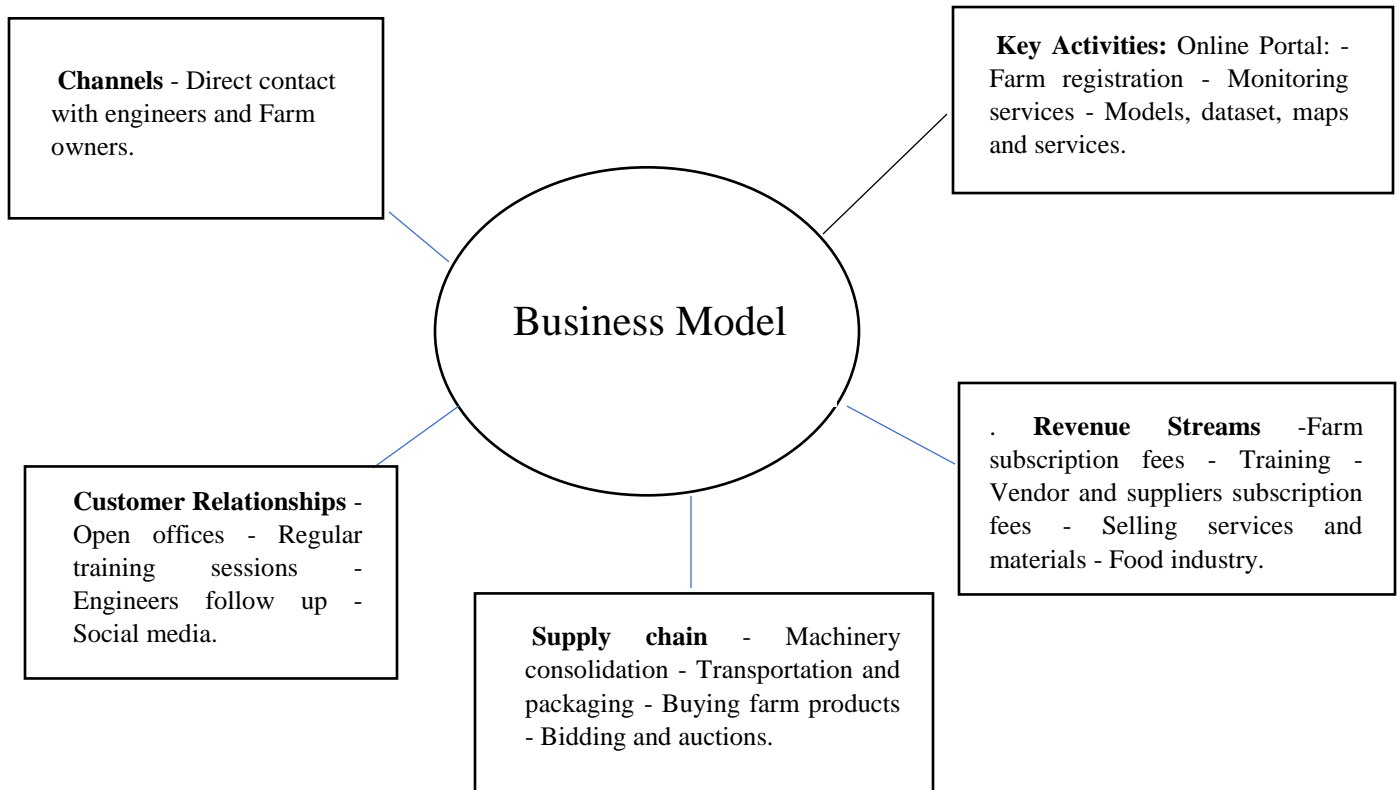 Channels - Direct contact
with engineers and Farm
owners.
Key Activities: Online Portal: -
Farm registration - Monitoring
services - Models, dataset, maps
and services.
Business Model
. Revenue Streams -Farm
subscription fees - Training -
Vendor and suppliers subscription
fees - Selling services and
materials - Food industry.
Customer Relationships -
Open offices - Regular
training sessions -
Engineers follow up -
Social media.
Supply chain - Machinery
consolidation - Transportation and
packaging - Buying farm products
- Bidding and auctions.